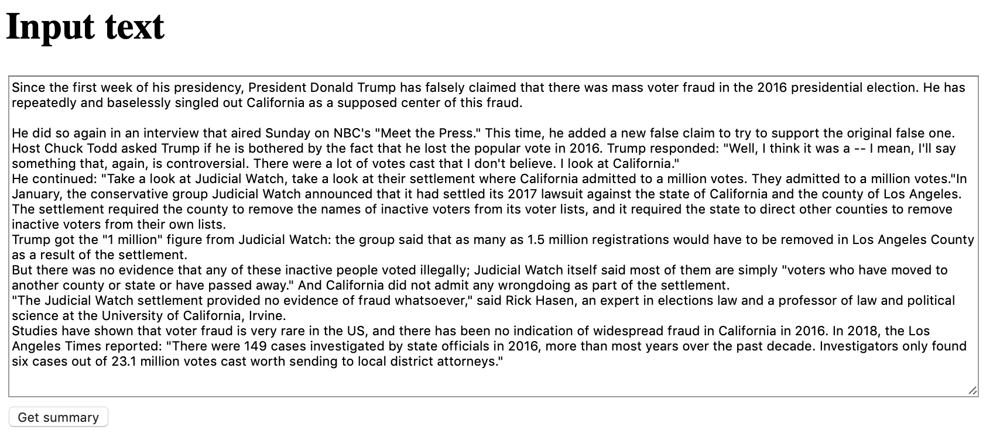 Input text
Since the first week of his presidency, President Donald Trump has falsely claimed that there was mass voter fraud in the 2016 presidential election. He has
repeatedly and baselessly singled out California as a supposed center of this fraud.
He did so again in an interview that aired Sunday on NBC's "Meet the Press." This time, he added a new false claim to try to support the original false one.
Host Chuck Todd asked Trump if he is bothered by the fact that he lost the popular vote in 2016. Trump responded: "Well, I think it was a -- I mean, I'll say
something that, again, is controversial. There were a lot of votes cast that I don't believe. I look at California."
He continued: "Take a look at Judicial Watch, take a look at their settlement where California admitted to a million votes. They admitted to a million votes."In
January, the conservative group Judicial Watch announced that it had settled its 2017 lawsuit against the state of California and the county of Los Angeles.
The settlement required the county to remove the names of inactive voters from its voter lists, and it required the state to direct other counties to remove
inactive voters from their own lists.
Trump got the "1 million" figure from Judicial Watch: the group said that as many as 1.5 million registrations would have to be removed in Los Angeles County
as a result of the settlement.
But there was no evidence that any of these inactive people voted illegally; Judicial Watch itself said most of them are simply "voters who have moved to
another county or state or have passed away." And California did not admit any wrongdoing as part of the settlement.
"The Judicial Watch settlement provided no evidence of fraud whatsoever," said Rick Hasen, an expert in elections law and a professor of law and political
science at the University of California, Irvine.
Studies have shown that voter fraud is very rare in the US, and there has been no indication of widespread fraud in California in 2016. In 2018, the Los
Angeles Times reported: "There were 149 cases investigated by state officials in 2016, more than most years over the past decade. Investigators only found
six cases out of 23.1 million votes cast worth sending to local district attorneys."
Get summary